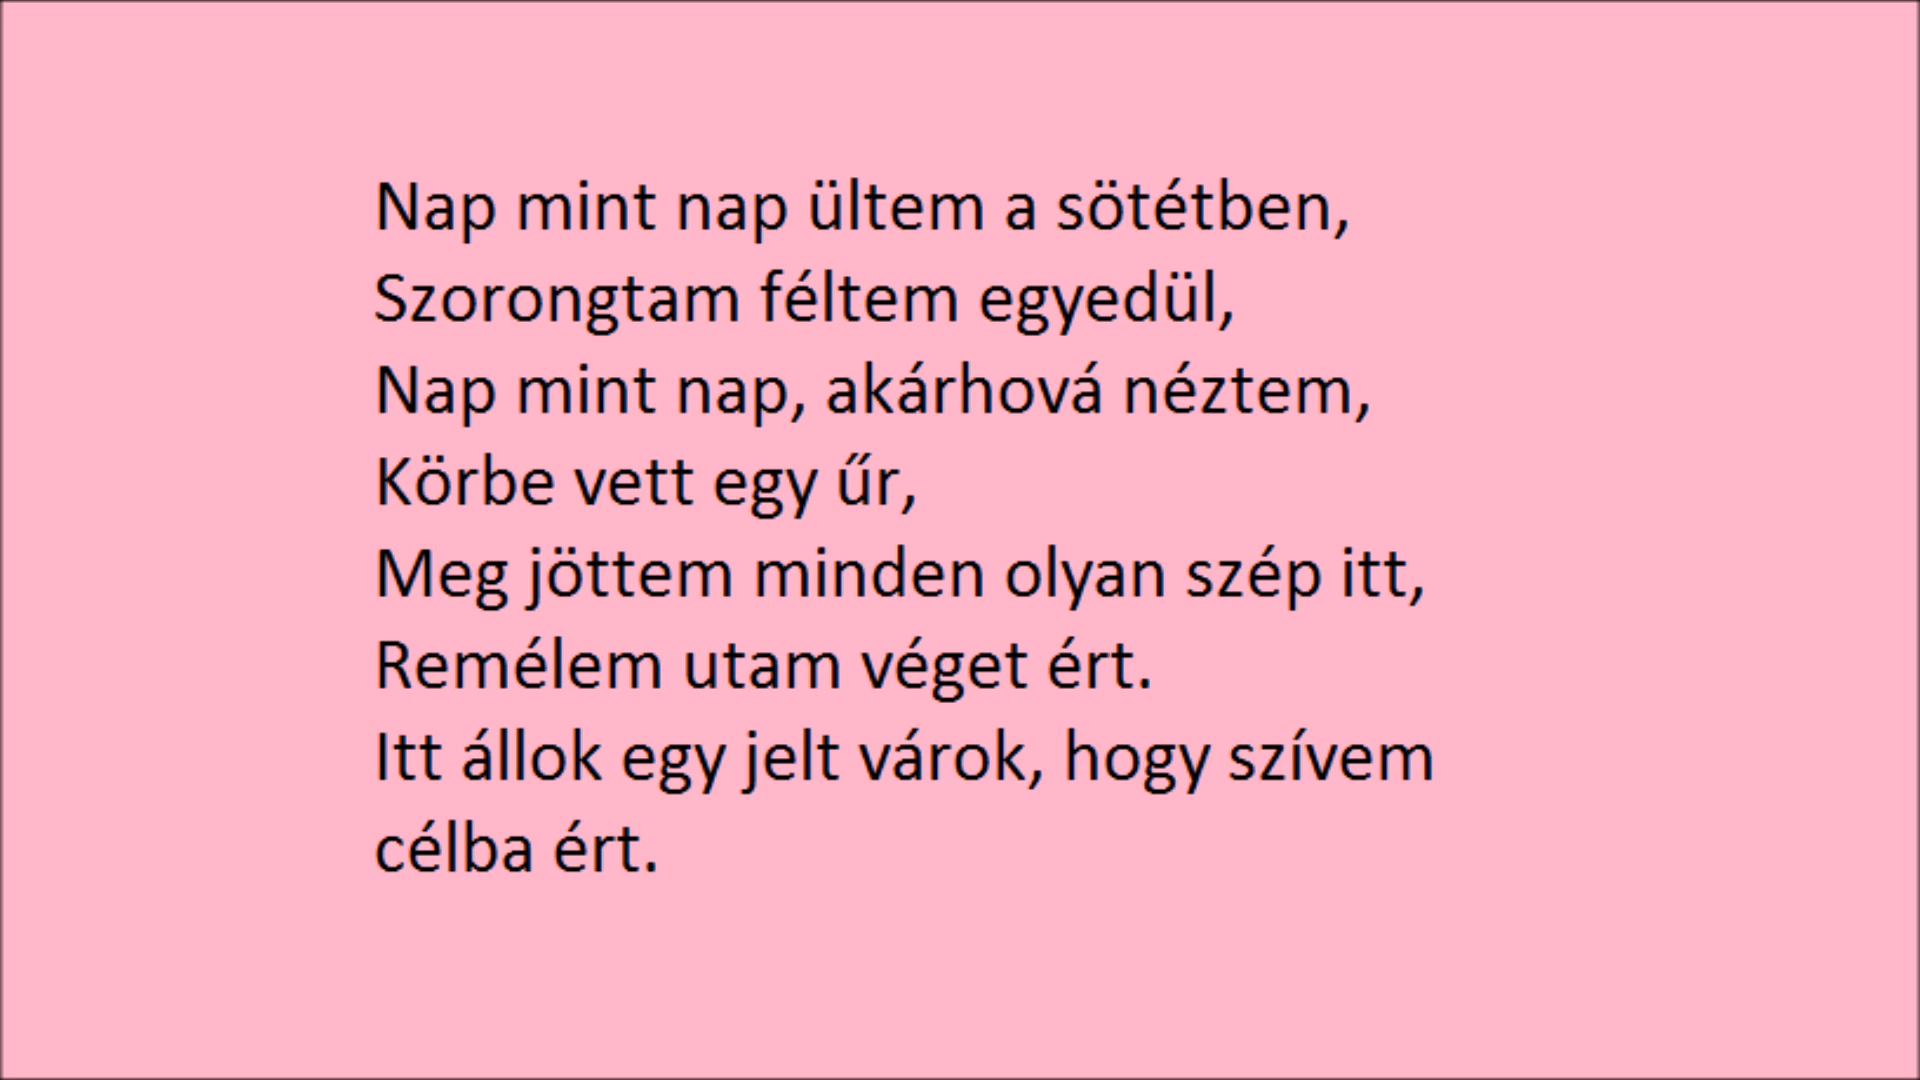 Nap mint nap ültem a sötétben,
Szorongtam féltem egyedül,
Nap mint nap, akárhová néztem,
Körbe vett egy űr,
Meg jöttem minden olyan szép itt,
Remélem utam véget ért.
Itt állok egy jelt várok, hogy szívem
célba ért.